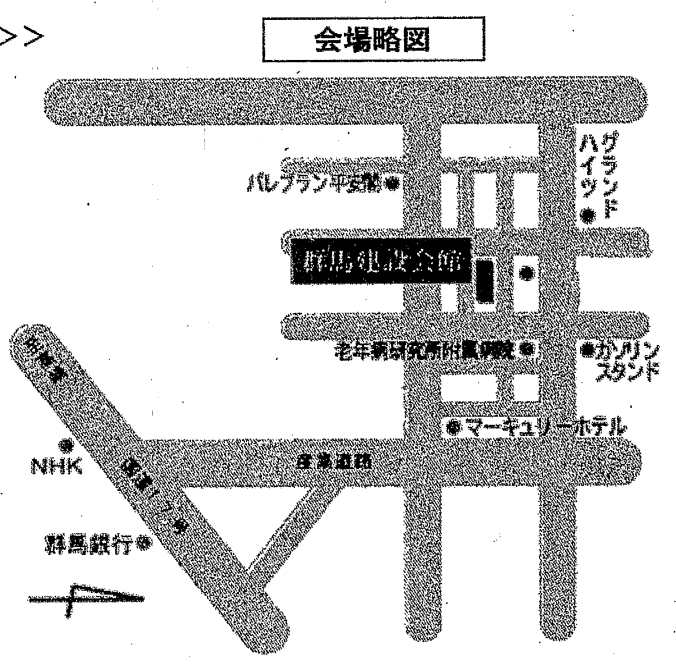 >>
会場略図
グランド
ハイツ
パレブラン平安閣
群馬建設会館
老年病研究所附属病院
ガソリン
スタンド
マーキュリーホテル
産業道路
NHK
国道17号
群馬銀行